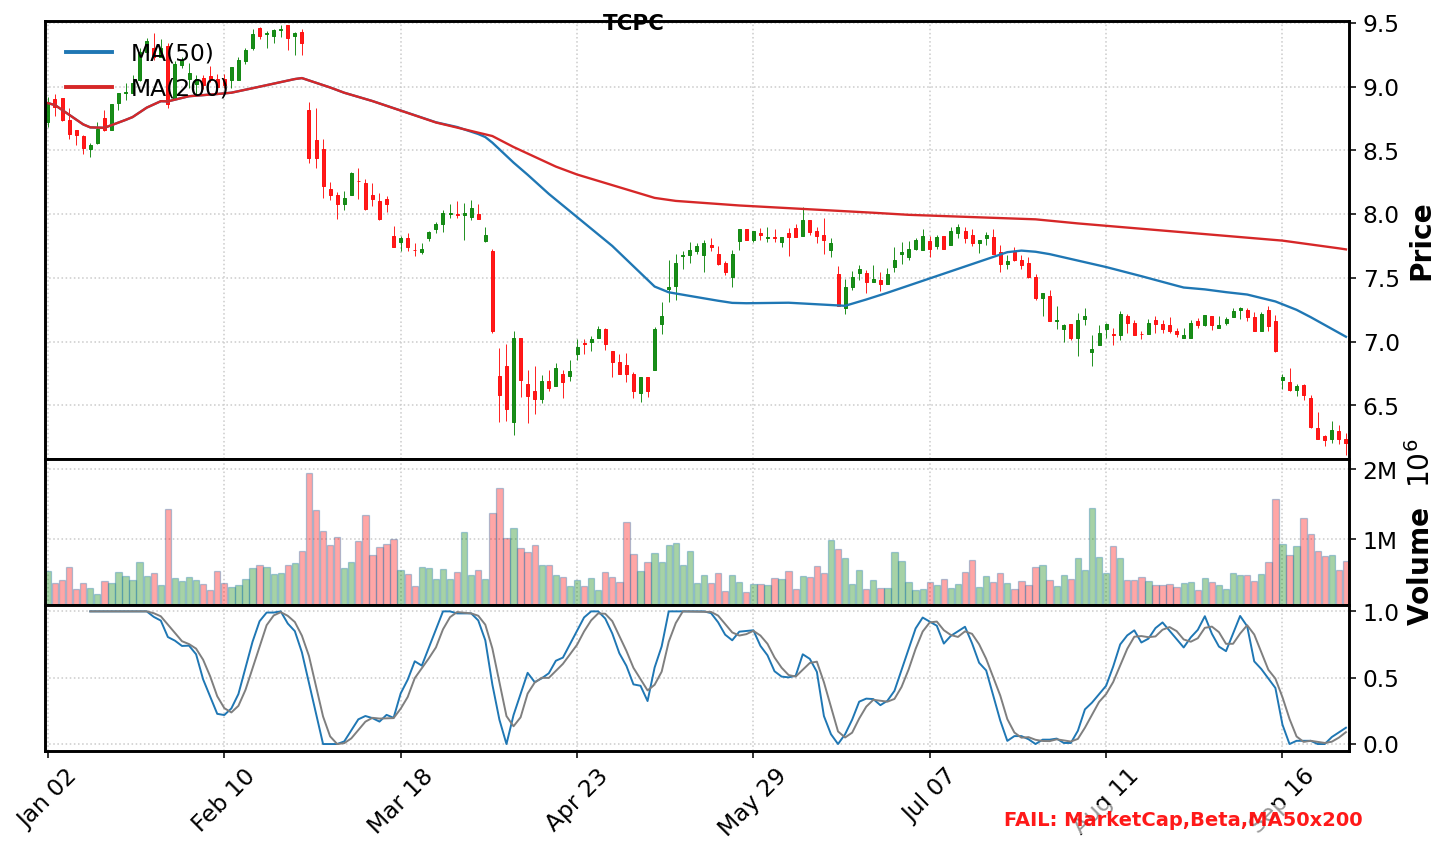 TCPC
MA(50)
MA(200)
9.5
9.0
8.5
8.0
7.5
7.0
6.5
Price
2M
1M
Volume 10⁶
1.0
0.5
0.0
Jan 02
Feb 10
Mar 18
Apr 23
May 29
Jul 07
Aug 11
Sep 16
FAIL: MarketCap,Beta,MA50x200